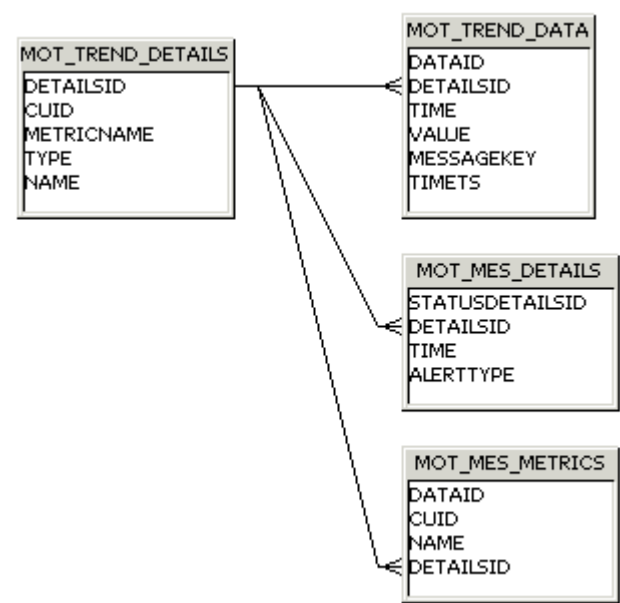 MOT_TREND_DETAILS
DETAILSID
CUID
METRICNAME
TYPE
NAME
MOT_TREND_DATA
DATAID
DETAILSID
TIME
VALUE
MESSAGEKEY
TIMETS
MOT_MES_DETAILS
STATUSDETAILSID
DETAILSID
TIME
ALERTTYPE
MOT_MES_METRICS
DATAID
CUID
NAME
DETAILSID